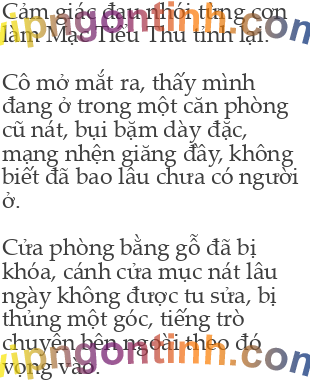 Cảm giác đau nhói từng cơn
làm Mạc Tiểu Thu tỉnh lại.
Cô mở mắt ra, thấy mình
đang ở trong một căn phòng
cũ nát, bụi bặm dày đặc,
mạng nhện giăng đầy, không
biết đã bao lâu chưa có người
ở.
Cửa phòng bằng gỗ đã bị
khóa, cánh cửa mục nát lâu
ngày không được tu sửa, bị
thủng một góc, tiếng trò
chuyện bên ngoài theo đó
vọng vào.
vipngontinh.com